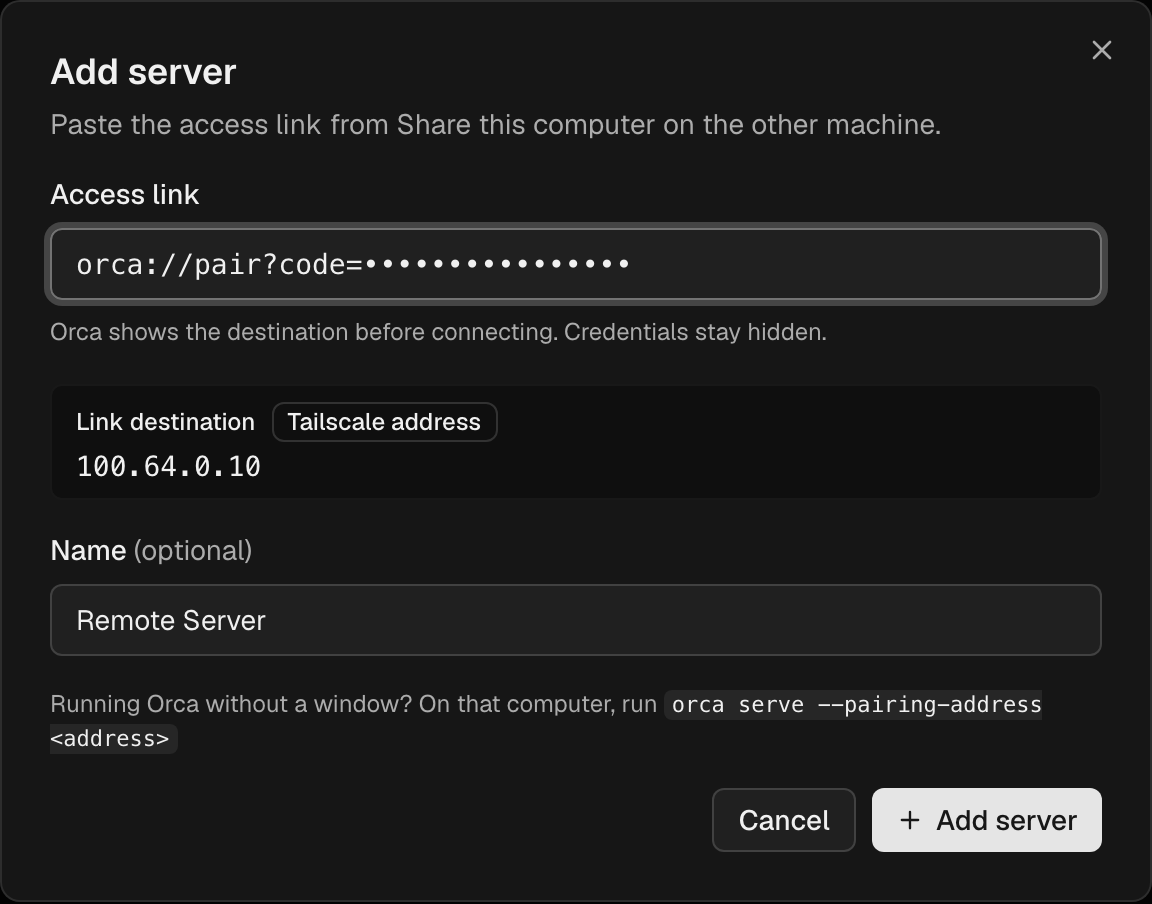 Add server
Paste the access link from Share this computer on the other machine.
Access link
orca://pair?code=••••••••••••••••
Orca shows the destination before connecting. Credentials stay hidden.
Link destination Tailscale address
100.64.0.10
Name (optional)
Remote Server
Running Orca without a window? On that computer, run orca serve --pairing-address
<address>
Cancel + Add server